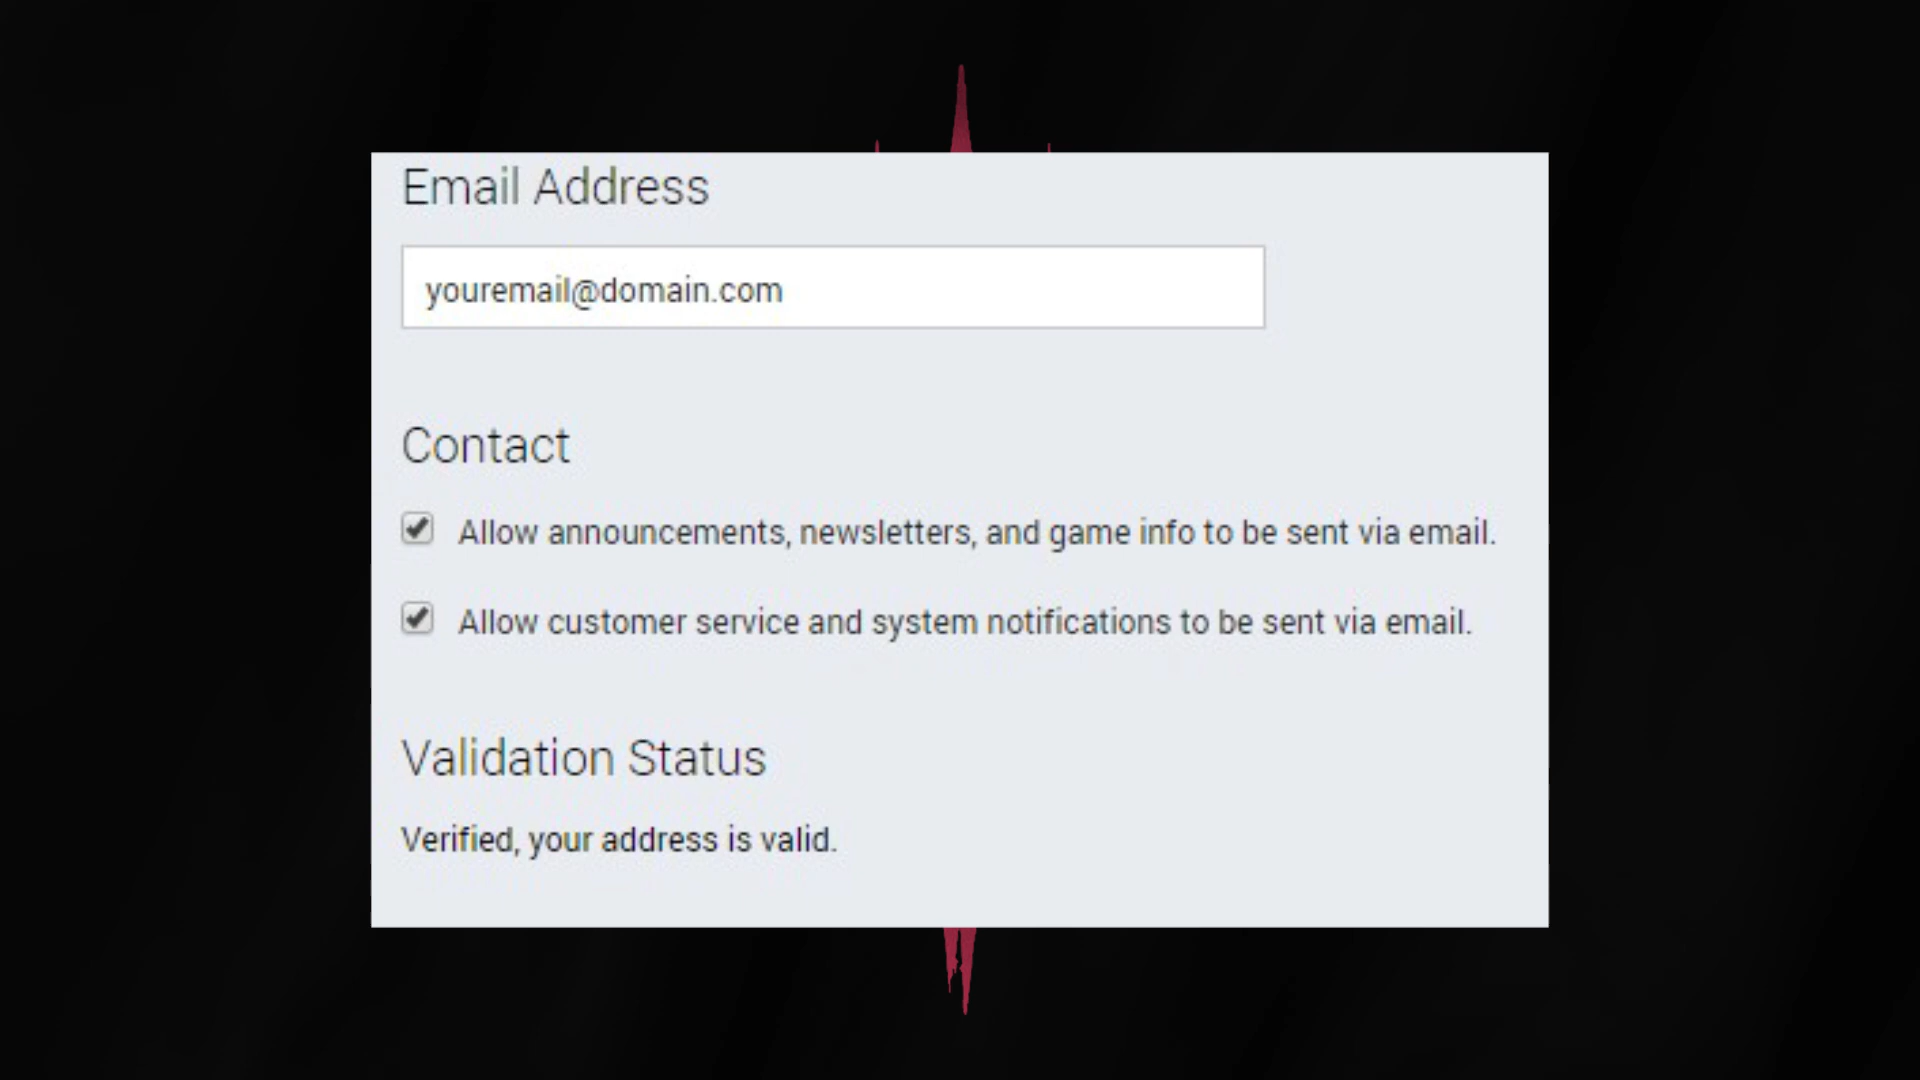 Email Address
youremail@domain.com
Contact
Allow announcements, newsletters, and game info to be sent via email.
Allow customer service and system notifications to be sent via email.
Validation Status
Verified, your address is valid.